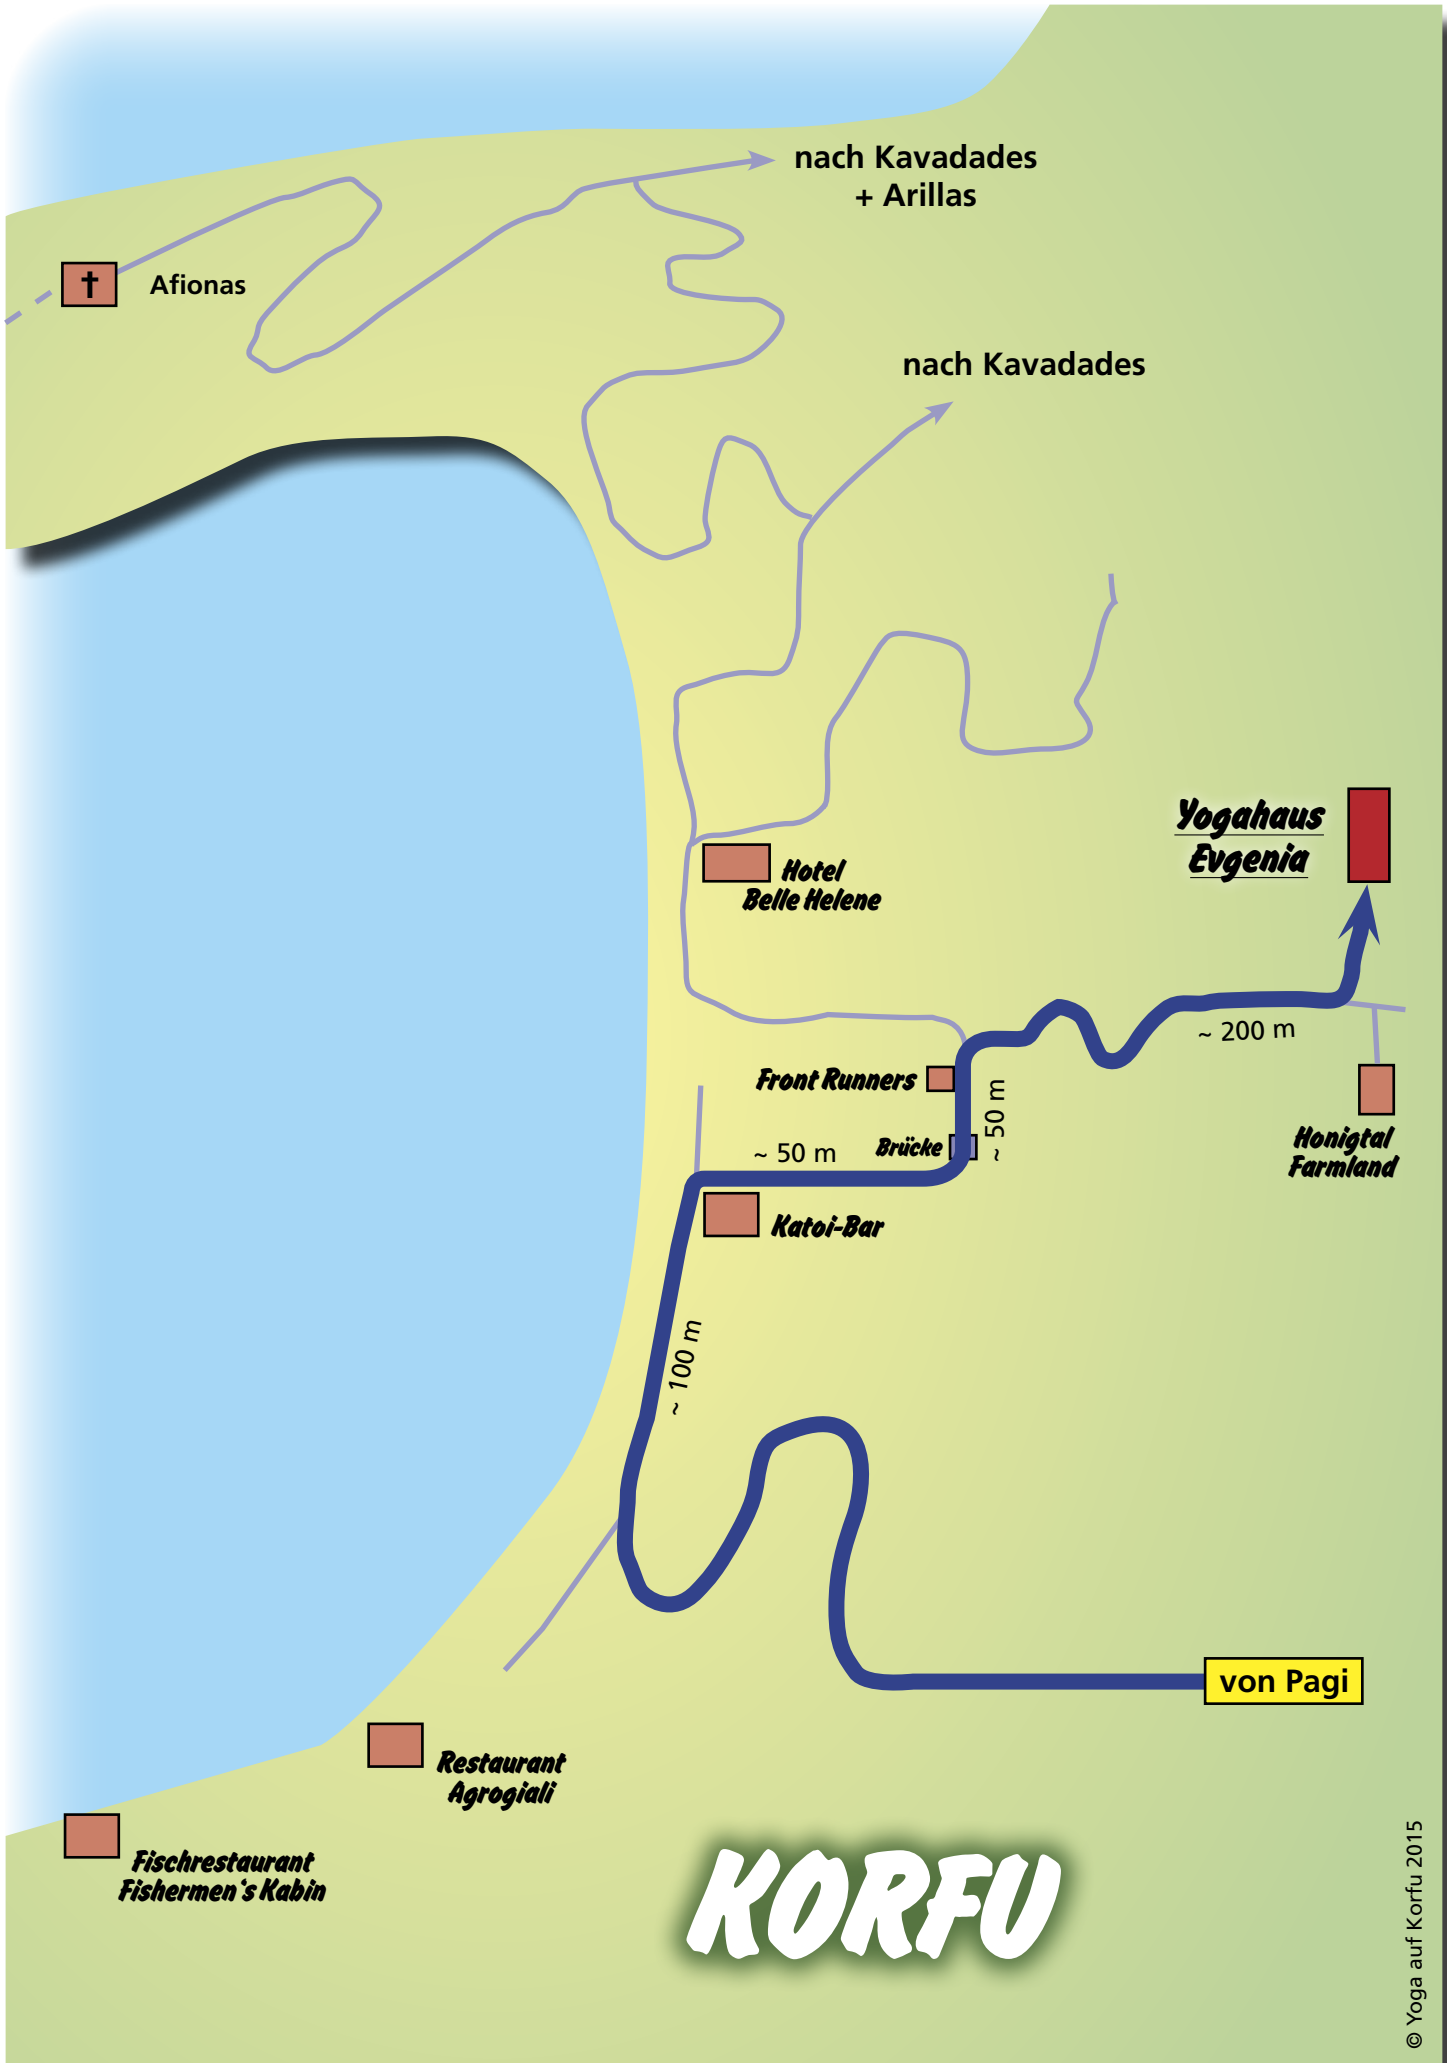 nach Kavadades
+ Arillas
✝
Afionas
nach Kavadades
Yogahaus
Evgenia
Hotel
Belle Helene
~ 200 m
Front Runners
~ 50 m
Brücke
~ 50 m
Honigtal
Farmland
Katoi-Bar
~ 100 m
von Pagi
Restaurant
Agrogiali
Fischrestaurant
Fishermen‘s Kabin
KORFU
© Yoga auf Korfu 2015